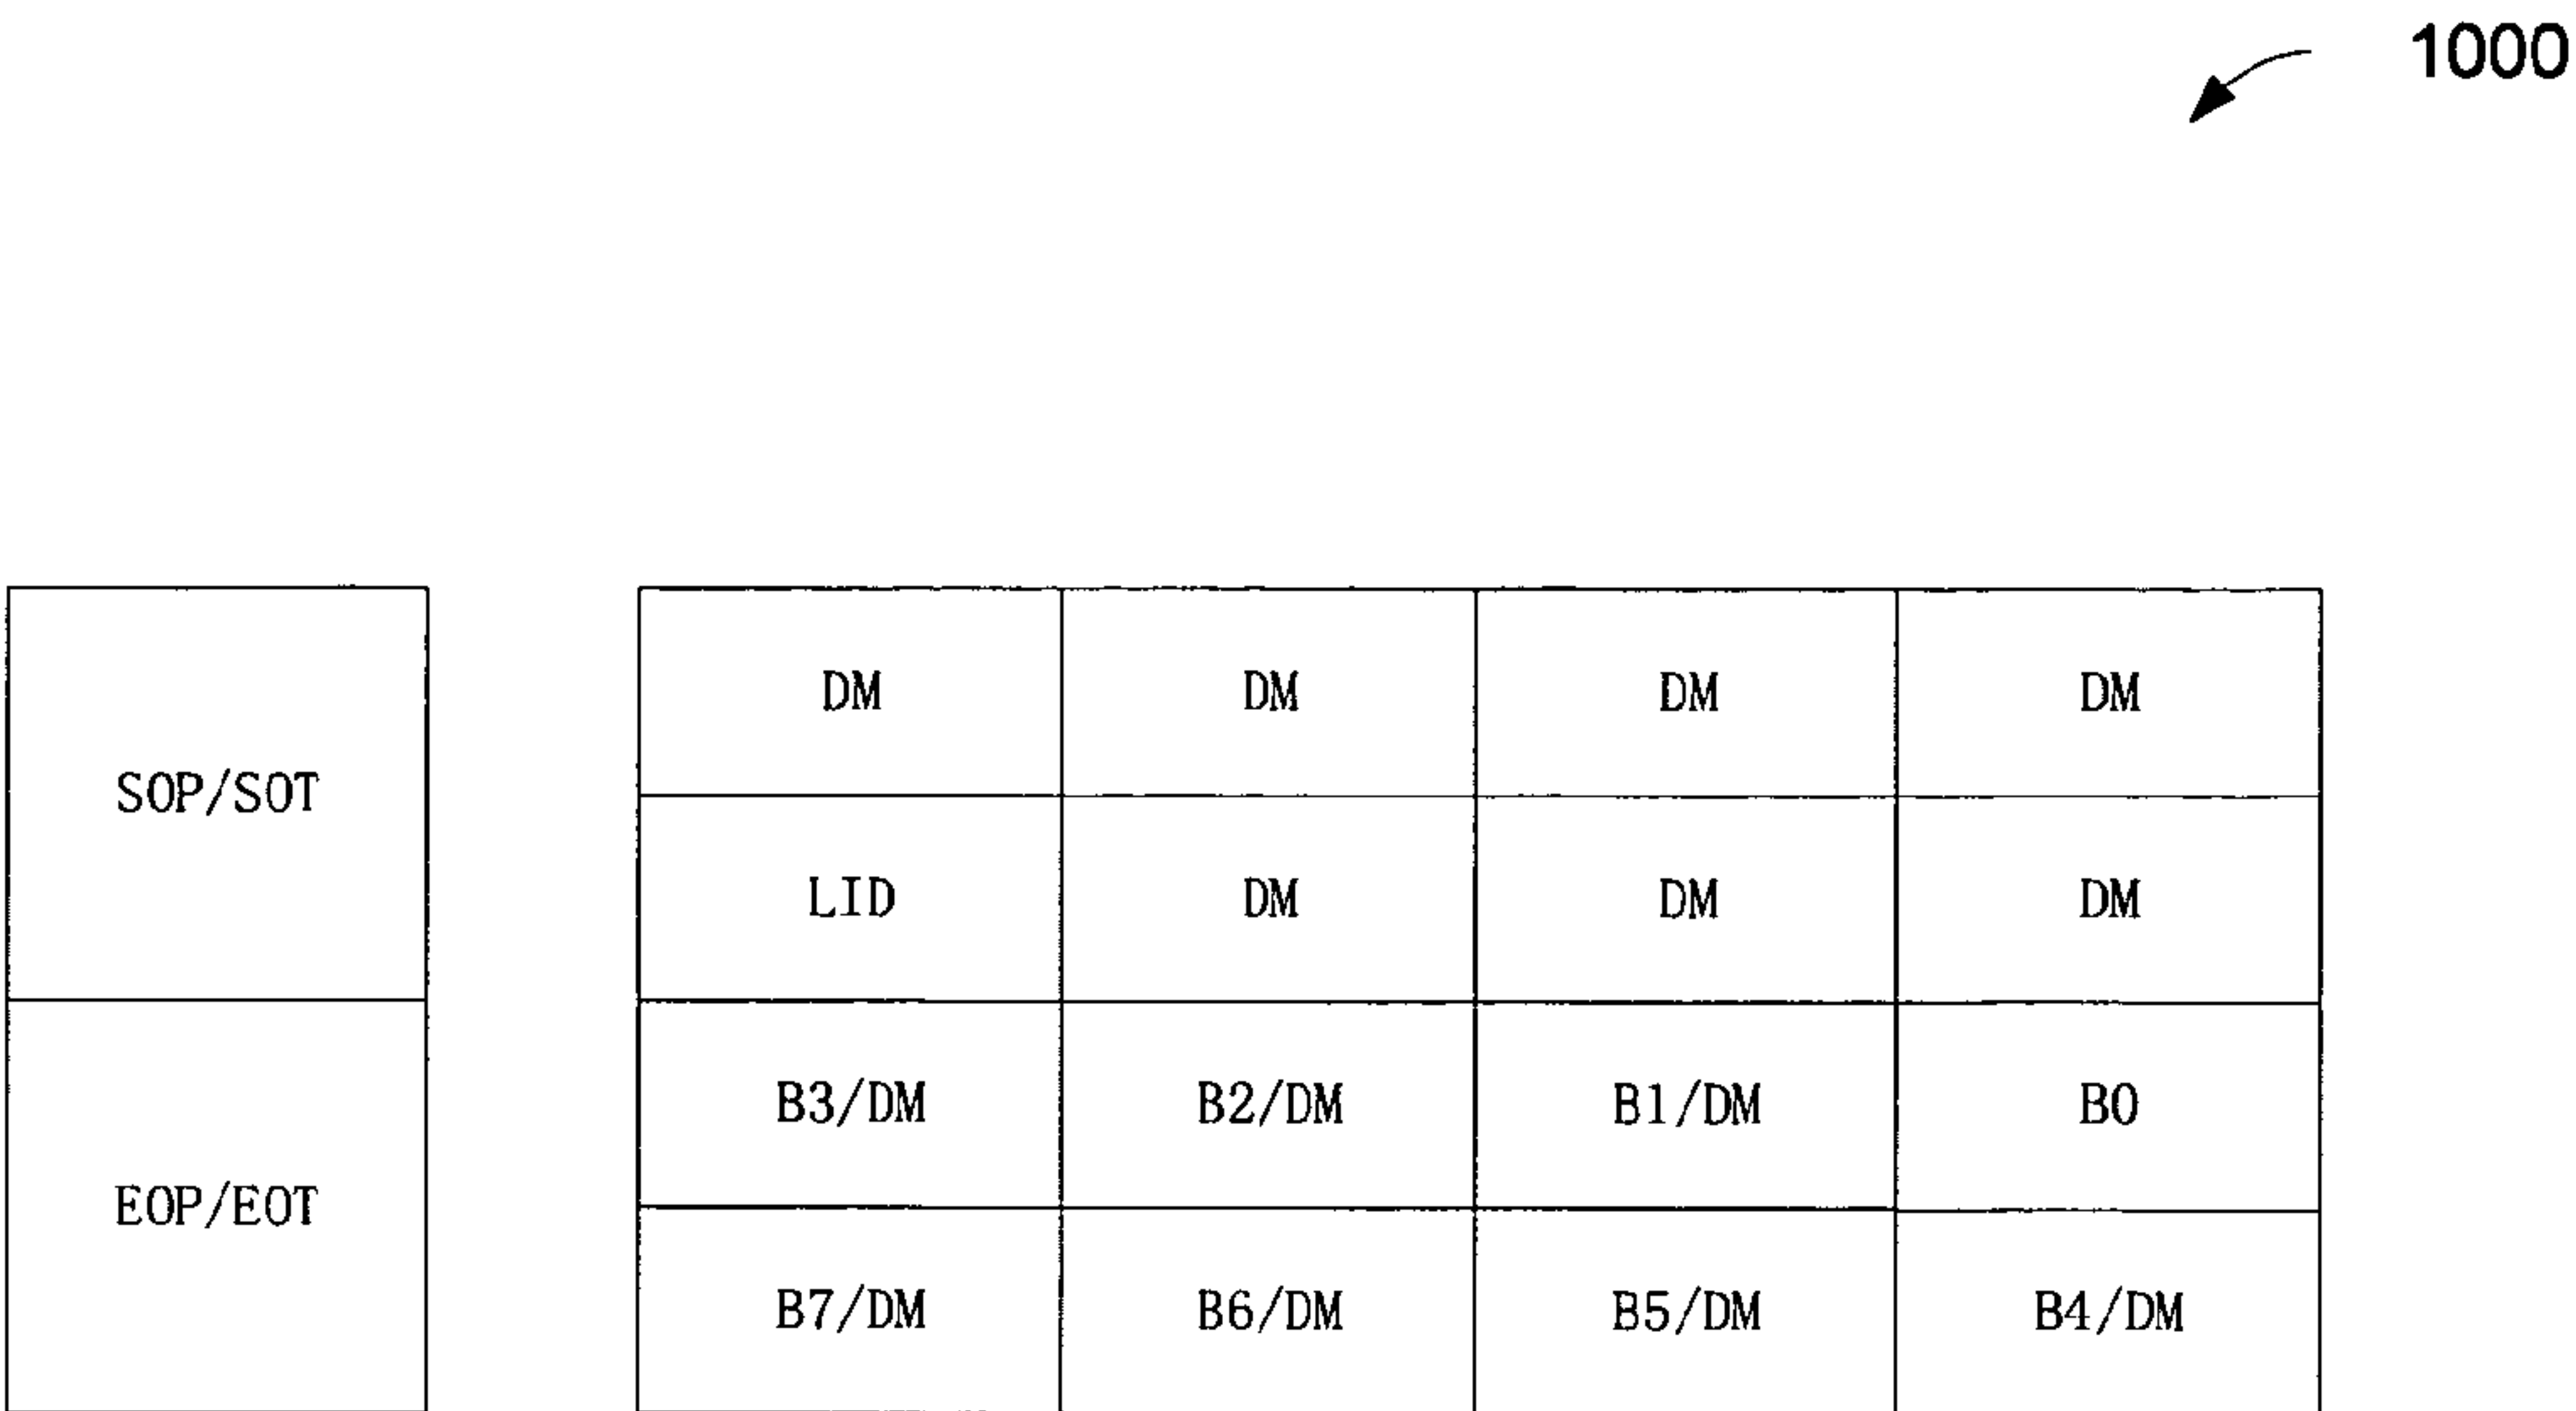 1000
SOP/SOT
EOP/EOT
DM DM DM DM
LID DM DM DM
B3/DM B2/DM B1/DM B0
B7/DM B6/DM B5/DM B4/DM